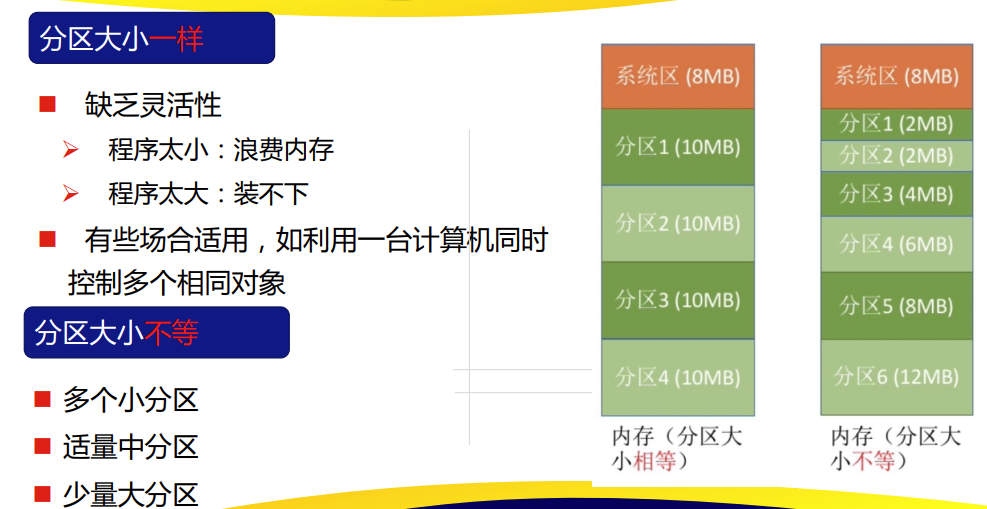 分区大小一样
缺乏灵活性
程序太小：浪费内存
程序太大：装不下
有些场合适用，如利用一台计算机同时
控制多个相同对象
分区大小不等
多个小分区
适量中分区
少量大分区
系统区 (8MB)
分区1 (10MB)
分区2 (10MB)
分区3 (10MB)
分区4 (10MB)
内存（分区大
小相等）
系统区 (8MB)
分区1 (2MB)
分区2 (2MB)
分区3 (4MB)
分区4 (6MB)
分区5 (8MB)
分区6 (12MB)
内存（分区大
小不等）